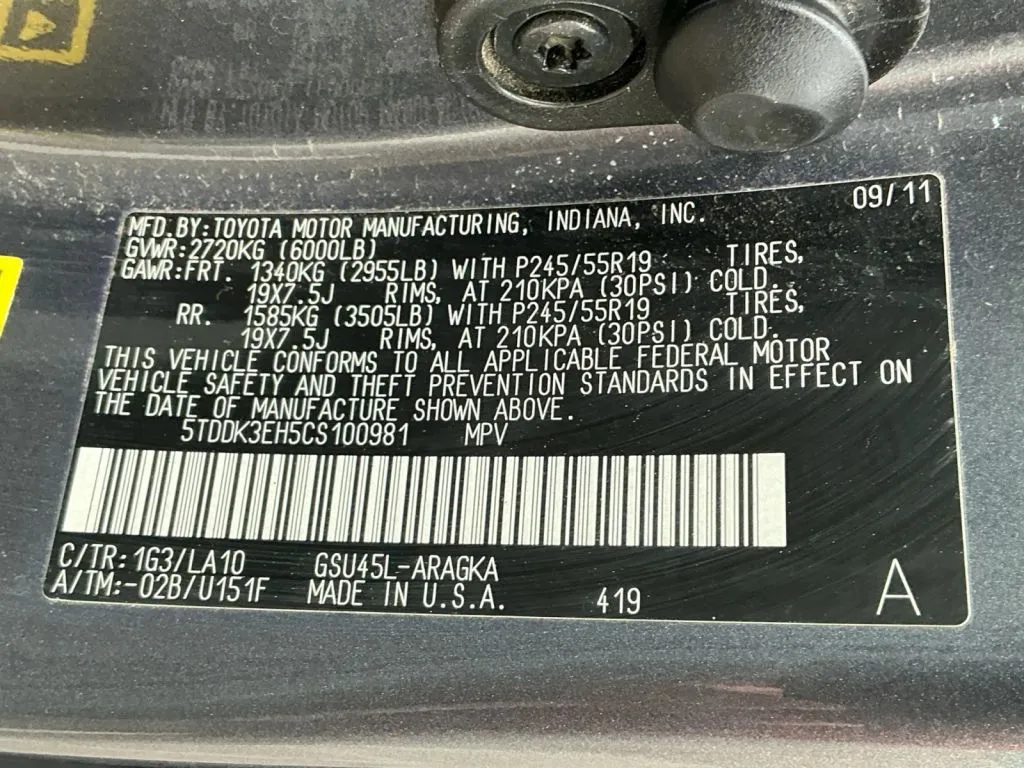 09/11
MFD.BY:TOYOTA MOTOR MANUFACTURING, INDIANA, INC.
GVWR:2720KG (6000LB)
GAWR:FRT. 1340KG (2955LB) WITH P245/55R19 TIRES,
19X7.5J RIMS, AT 210KPA (30PSI) COLD.
RR. 1585KG (3505LB) WITH P245/55R19 TIRES,
19X7.5J RIMS, AT 210KPA (30PSI) COLD.
THIS VEHICLE CONFORMS TO ALL APPLICABLE FEDERAL MOTOR
VEHICLE SAFETY AND THEFT PREVENTION STANDARDS IN EFFECT ON
THE DATE OF MANUFACTURE SHOWN ABOVE.
5TDDK3EH5CS100981 MPV
C/TR:1G3/LA10 GSU45L-ARAGKA
A/TM:-02B/U151F MADE IN U.S.A. 419 A